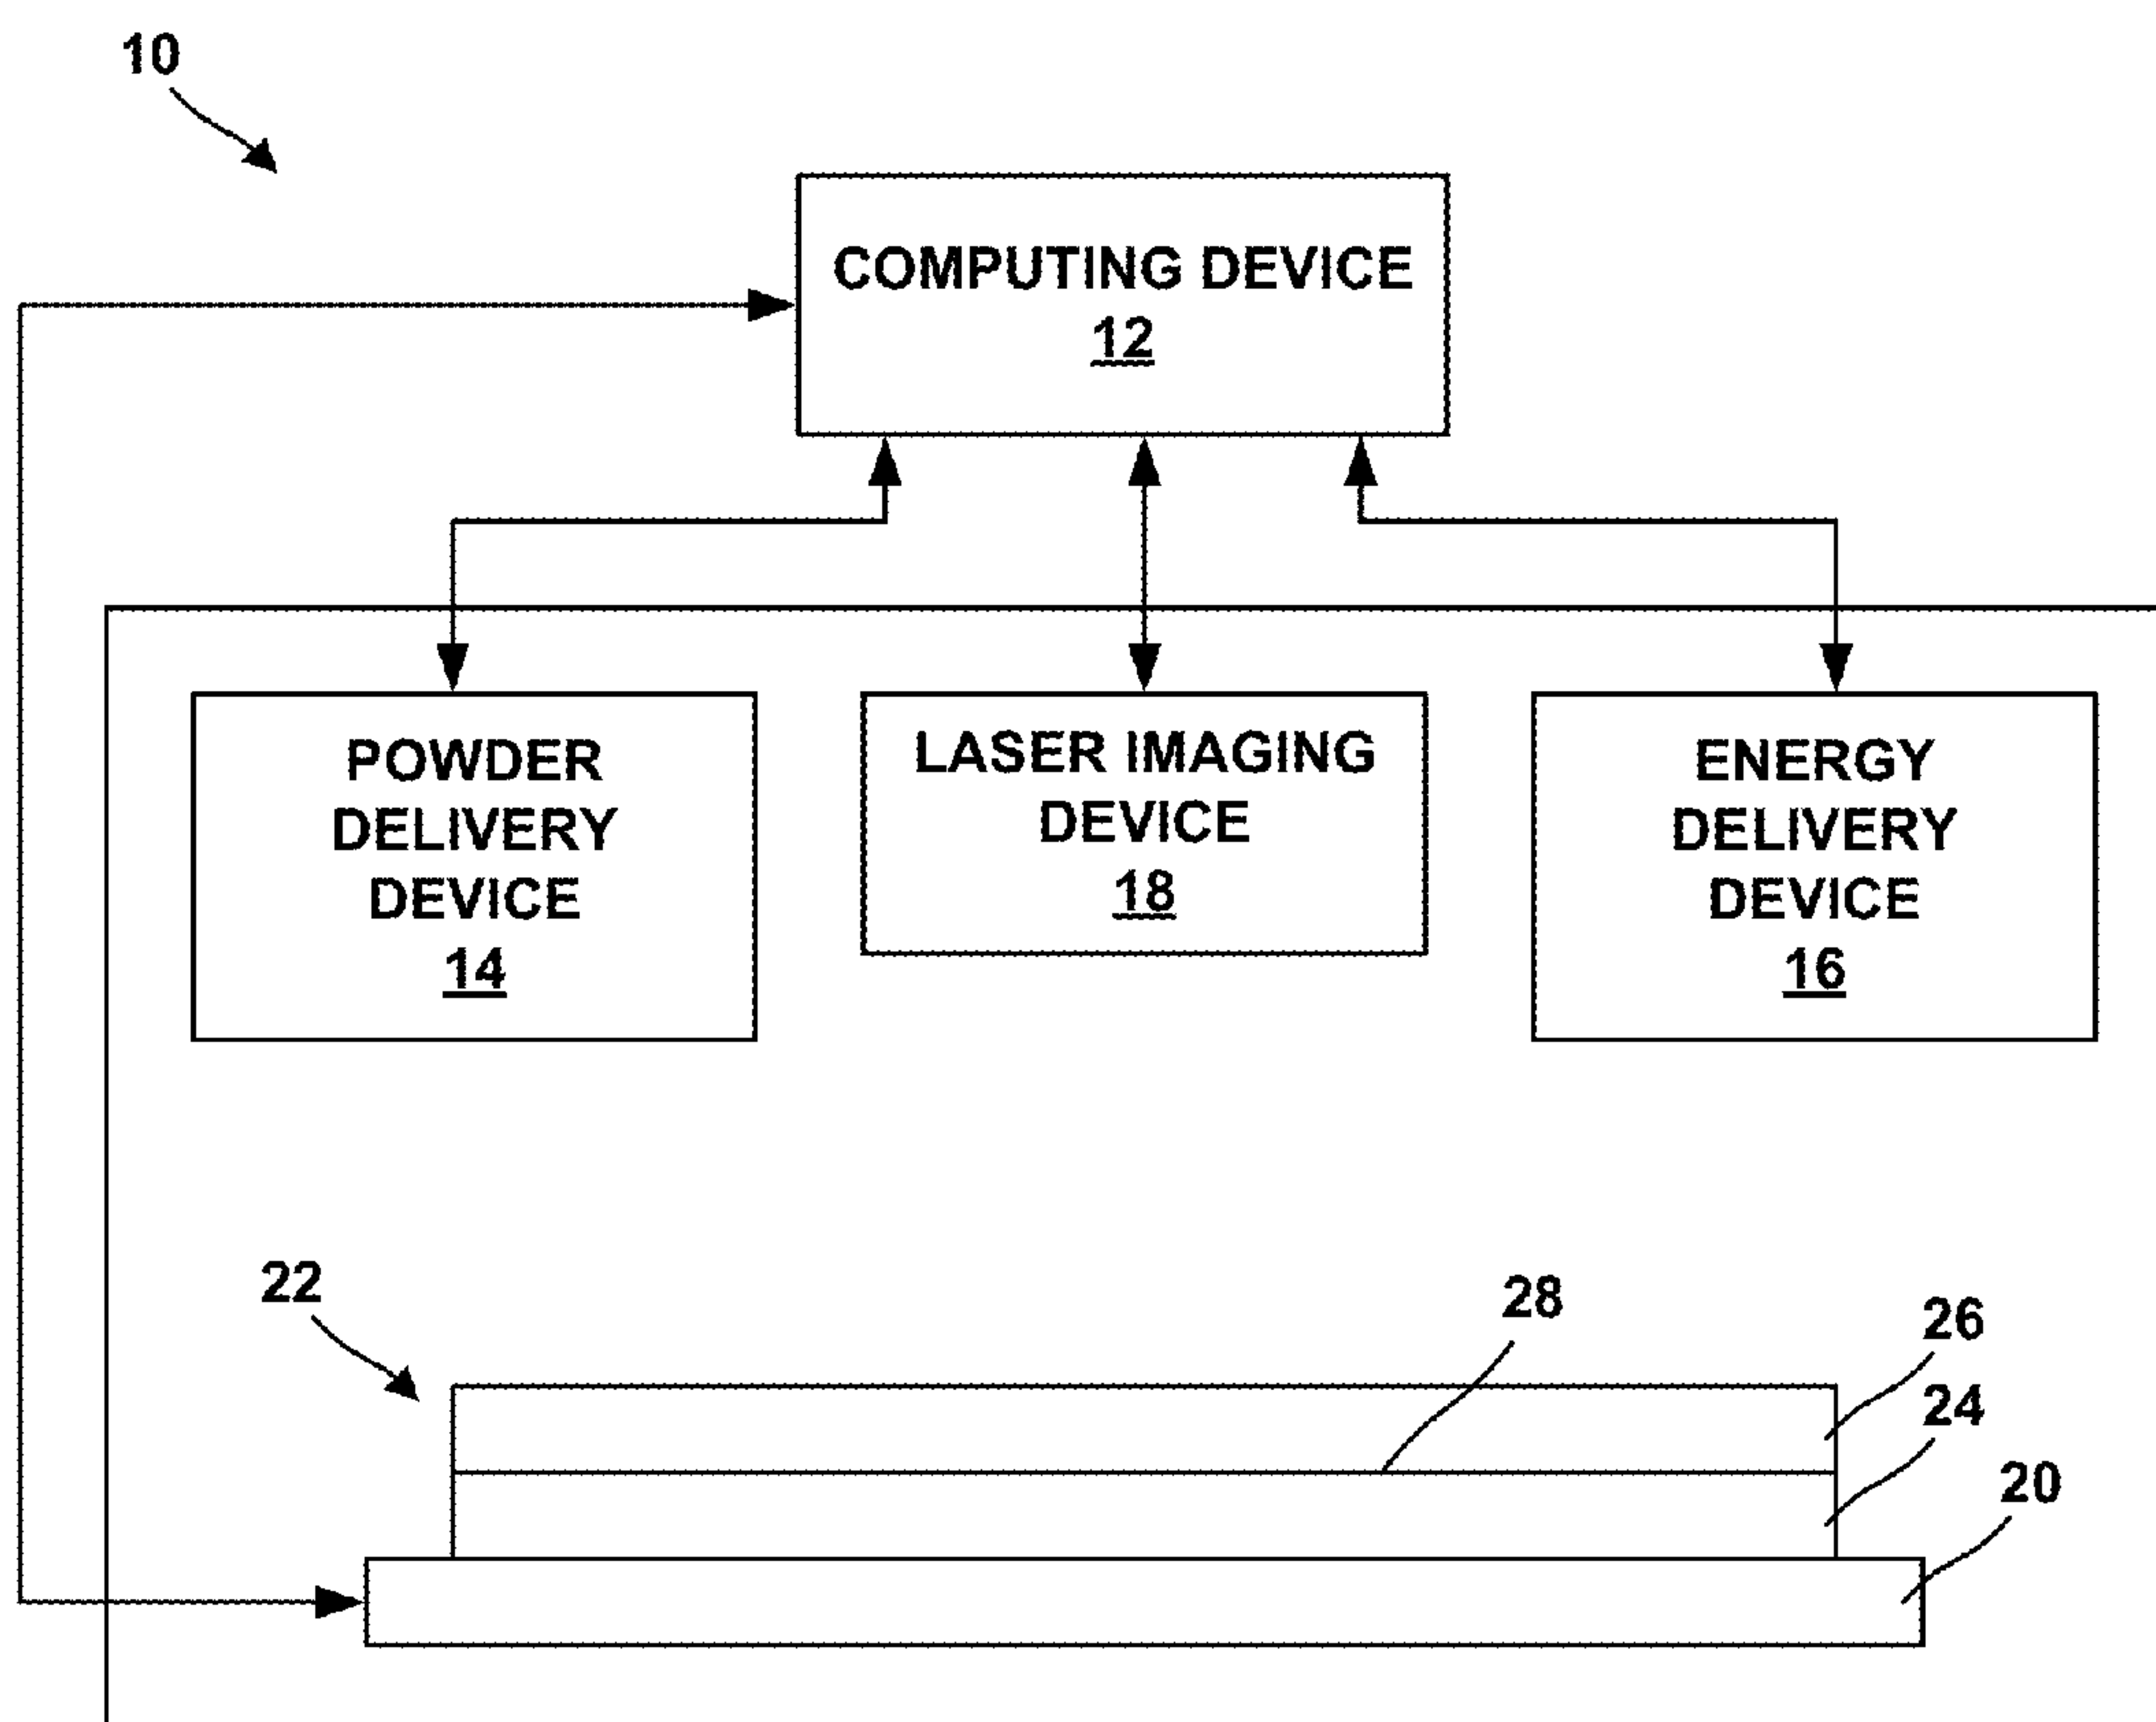 10
COMPUTING DEVICE
12
POWDER
DELIVERY
DEVICE
14
LASER IMAGING
DEVICE
18
ENERGY
DELIVERY
DEVICE
16
22
28
26
24
20